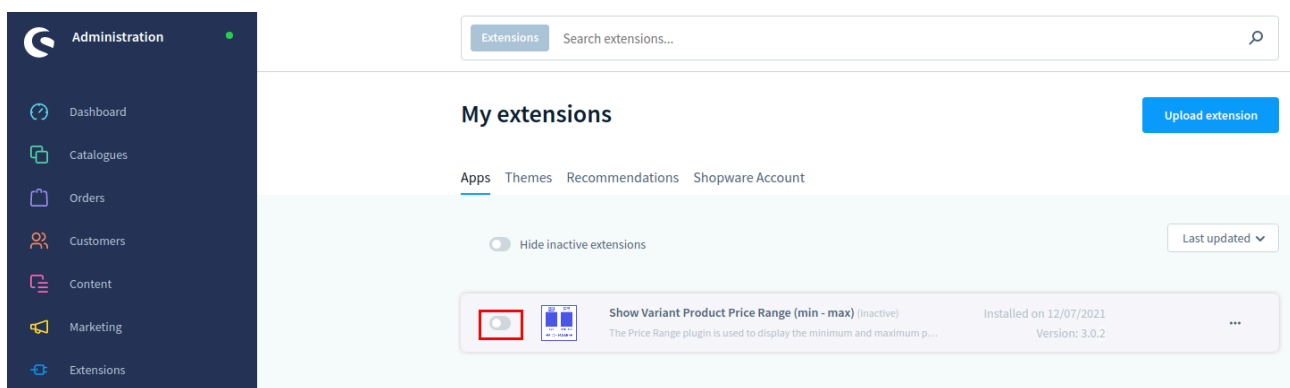 Administration
Extensions Search extensions...
Dashboard
My extensions
Upload extension
Catalogues
Apps Themes Recommendations Shopware Account
Orders
Customers
Hide inactive extensions
Last updated
Content
Marketing
Show Variant Product Price Range (min - max) (inactive)
Installed on 12/07/2021
The Price Range plugin is used to display the minimum and maximum p...
Version: 3.0.2
Extensions